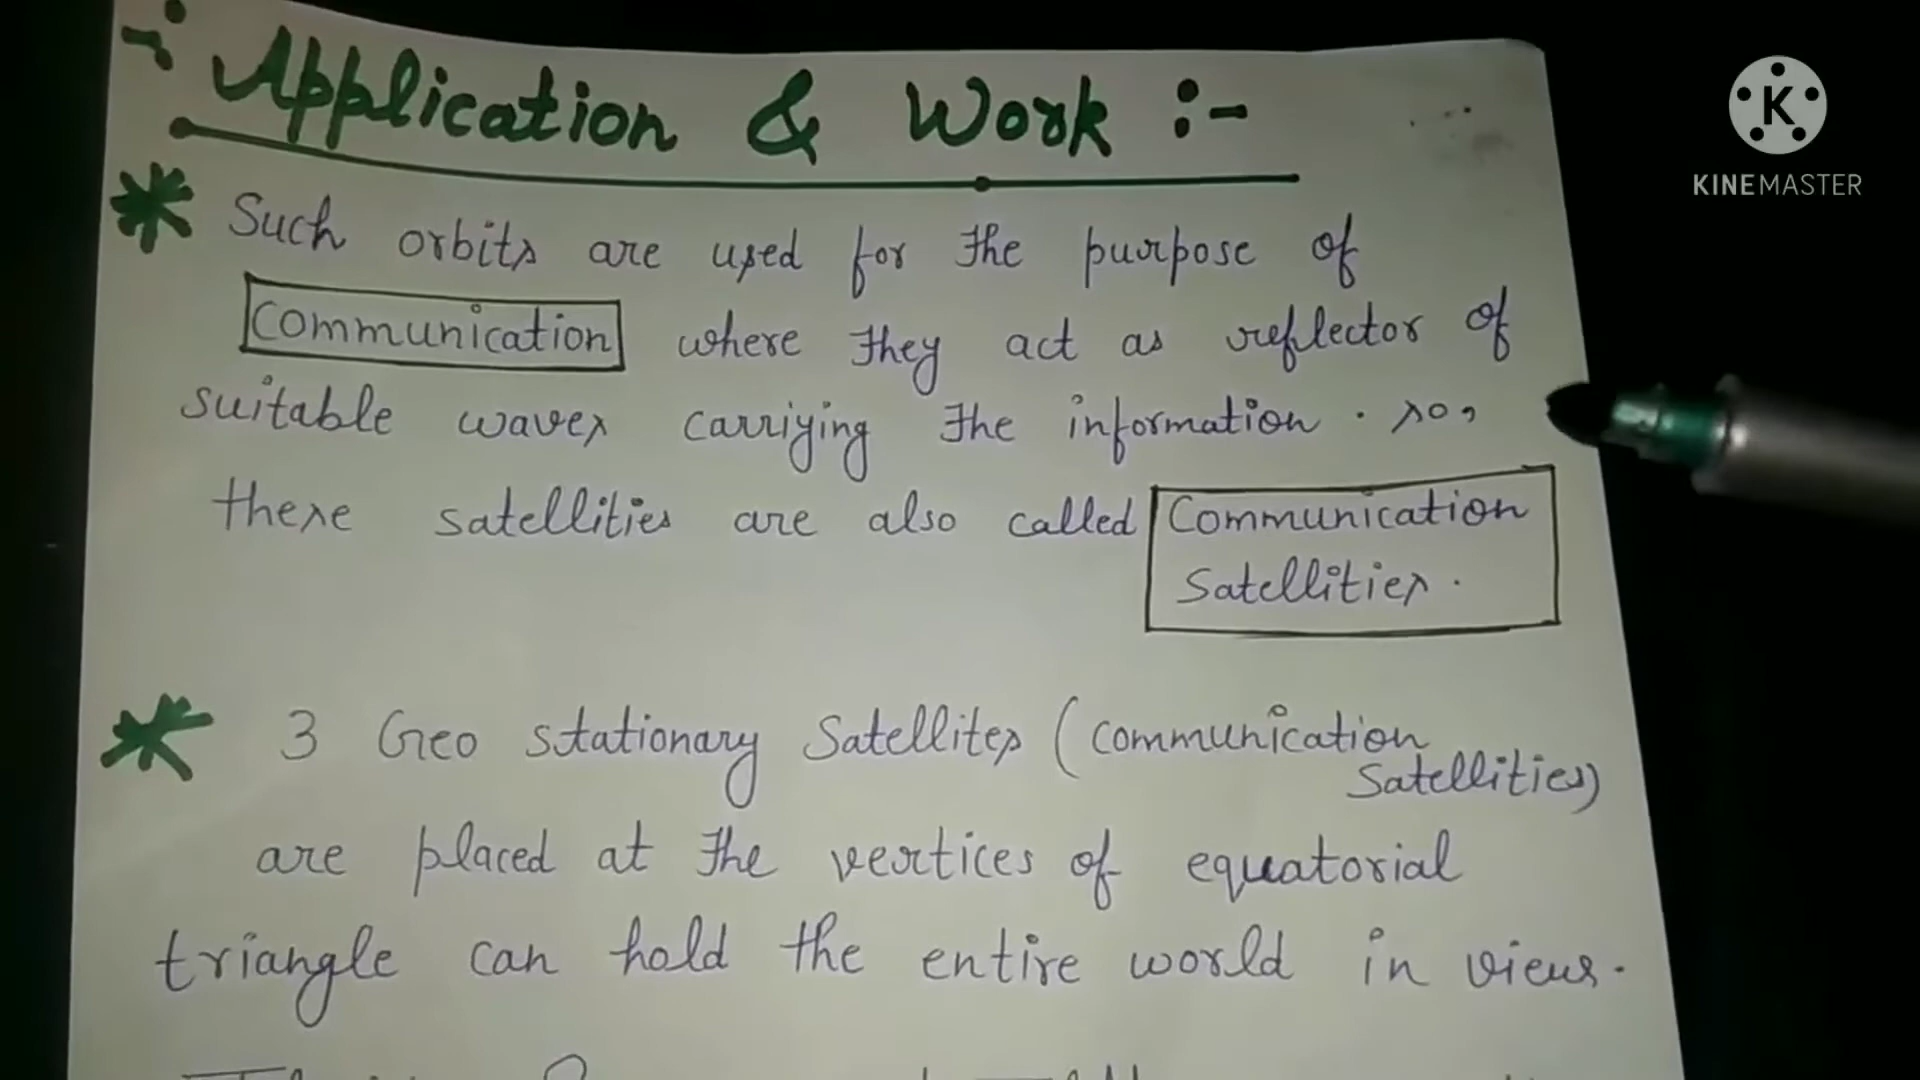 :- Application & Work :-
Such orbits are used for the purpose of
Communication where they act as reflector of
suitable waves carriying the information. so,
these satellities are also called Communication
Satellities.
3 Geo stationary Satellites (communication
Satellities)
are placed at the vertices of equatorial
triangle can hold the entire world in view.
K
KINEMASTER